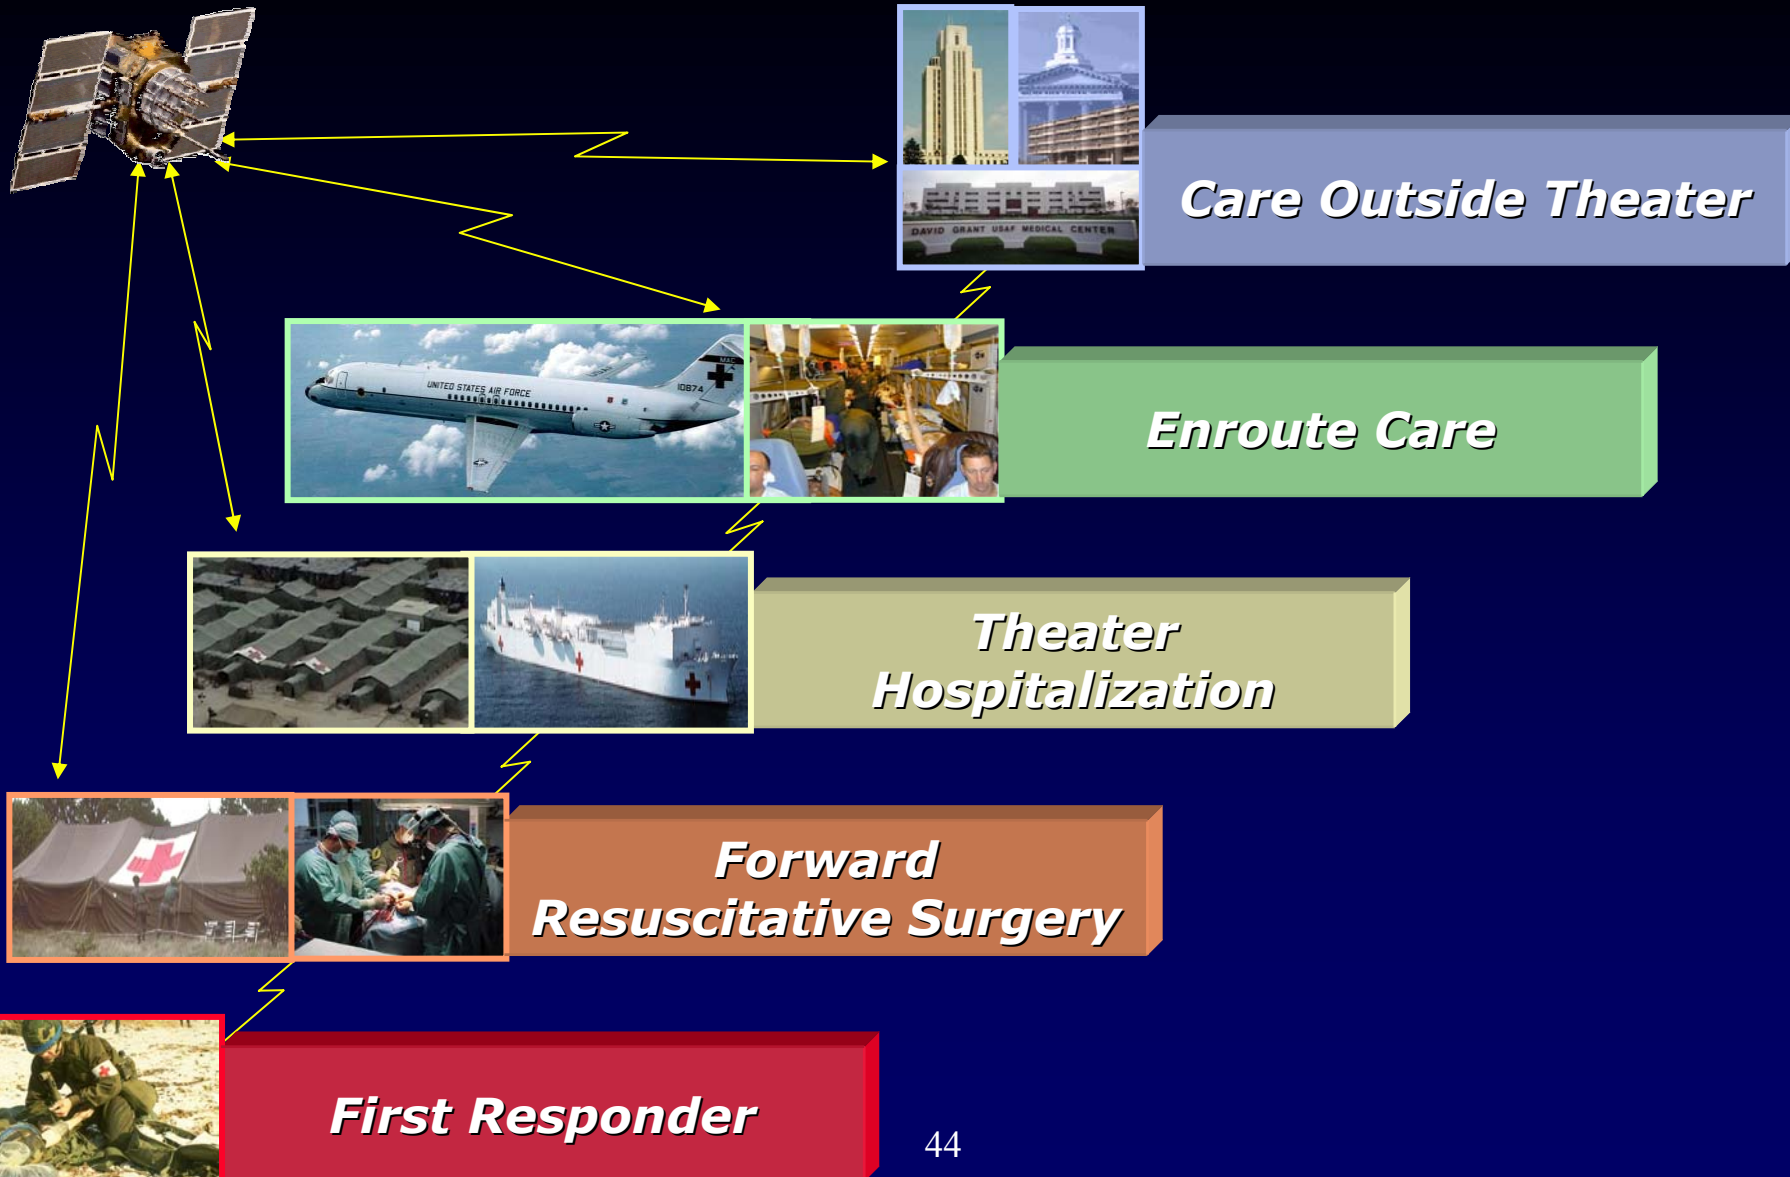 Care Outside Theater
DAVID GRANT USAF MEDICAL CENTER
Enroute Care
UNITED STATES AIR FORCE
MAC
10874
Theater
Hospitalization
Forward
Resuscitative Surgery
First Responder
44